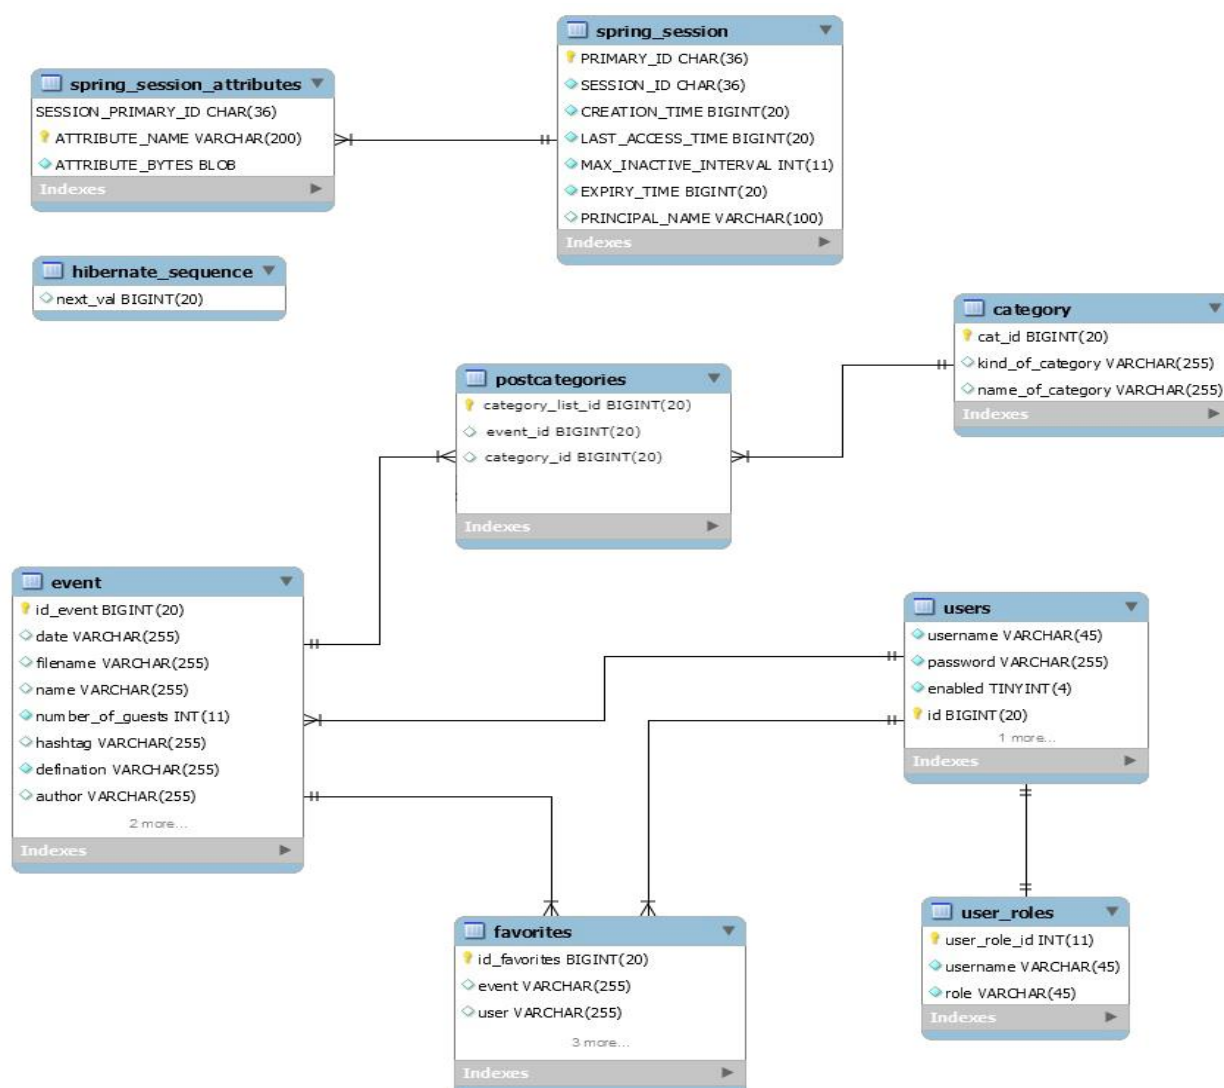 spring_session
PRIMARY_ID CHAR(36)
SESSION_ID CHAR(36)
CREATION_TIME BIGINT(20)
LAST_ACCESS_TIME BIGINT(20)
MAX_INACTIVE_INTERVAL INT(11)
EXPIRY_TIME BIGINT(20)
PRINCIPAL_NAME VARCHAR(100)
Indexes
spring_session_attributes
SESSION_PRIMARY_ID CHAR(36)
ATTRIBUTE_NAME VARCHAR(200)
ATTRIBUTE_BYTES BLOB
Indexes
hibernate_sequence
next_val BIGINT(20)
category
cat_id BIGINT(20)
kind_of_category VARCHAR(255)
name_of_category VARCHAR(255)
Indexes
postcategories
category_list_id BIGINT(20)
event_id BIGINT(20)
category_id BIGINT(20)
Indexes
event
id_event BIGINT(20)
date VARCHAR(255)
filename VARCHAR(255)
name VARCHAR(255)
number_of_guests INT(11)
hashtag VARCHAR(255)
defination VARCHAR(255)
author VARCHAR(255)
2 more...
Indexes
users
username VARCHAR(45)
password VARCHAR(255)
enabled TINYINT(4)
id BIGINT(20)
1 more...
Indexes
favorites
id_favorites BIGINT(20)
event VARCHAR(255)
user VARCHAR(255)
3 more...
Indexes
user_roles
user_role_id INT(11)
username VARCHAR(45)
role VARCHAR(45)
Indexes